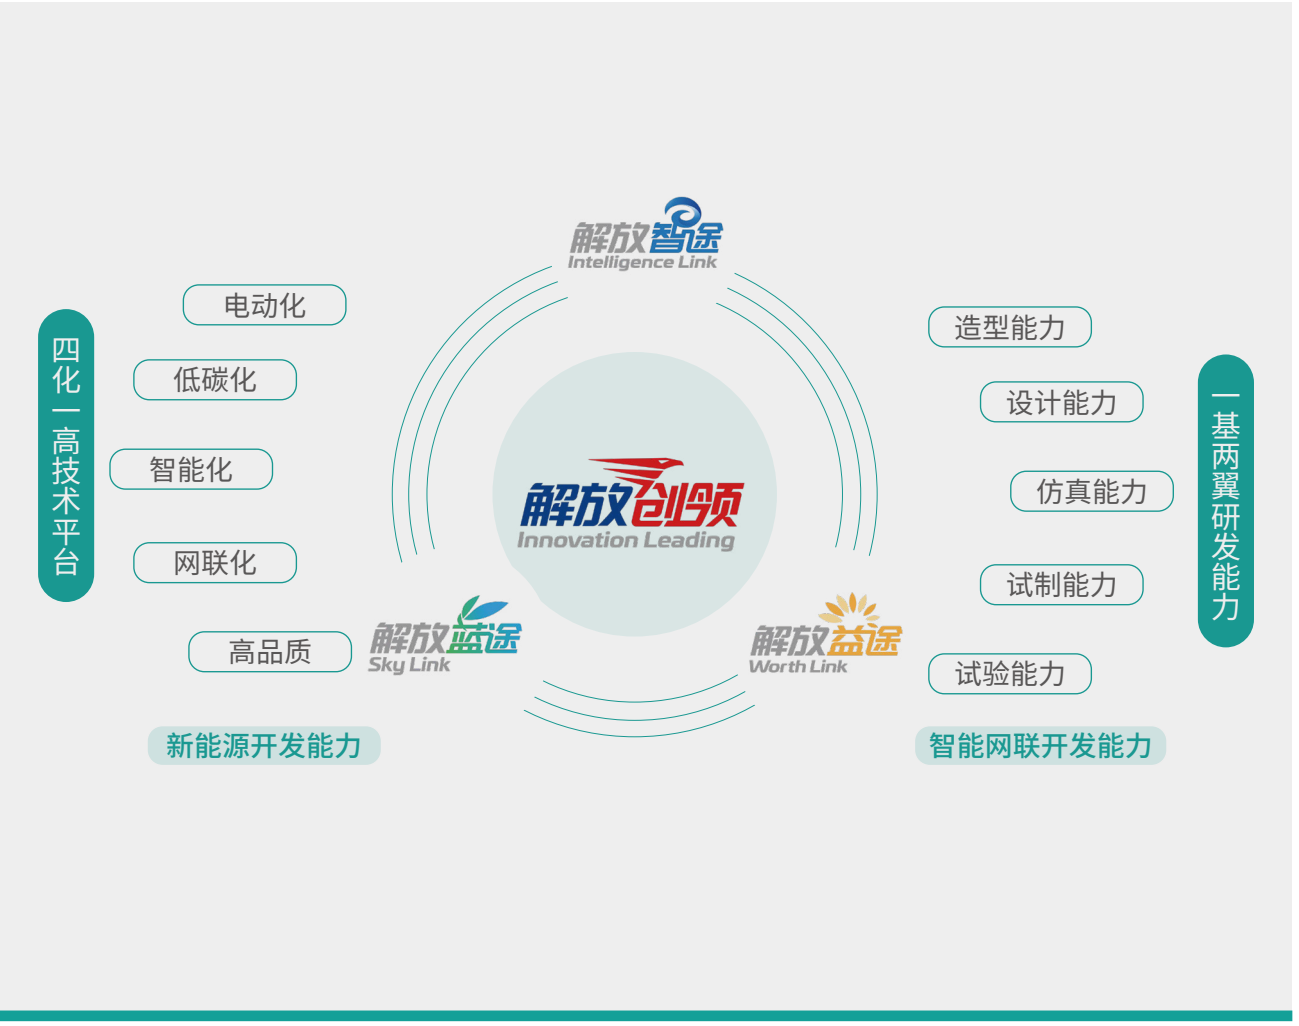 解放智途
Intelligence Link
四化一高技术平台
电动化
低碳化
智能化
网联化
高品质
新能源开发能力
解放创领
Innovation Leading
解放蓝途
Sky Link
解放益途
Worth Link
造型能力
设计能力
仿真能力
试制能力
试验能力
智能网联开发能力
一基两翼研发能力